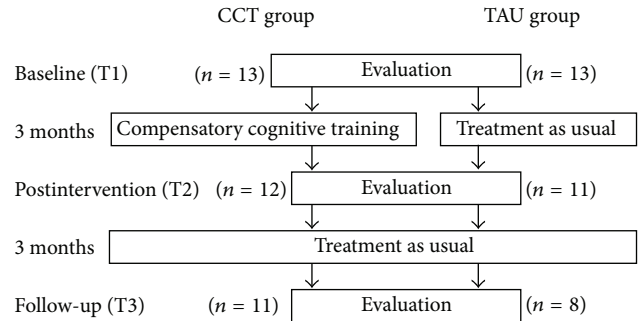 CCT group TAU group
Baseline (T1) (n = 13) Evaluation (n = 13)
3 months Compensatory cognitive training Treatment as usual
Postintervention (T2) (n = 12) Evaluation (n = 11)
3 months Treatment as usual
Follow-up (T3) (n = 11) Evaluation (n = 8)